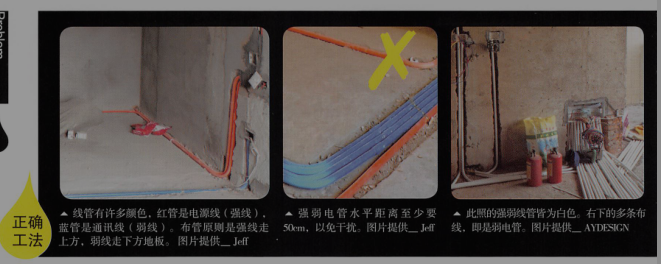 Problem
▲ 线管有许多颜色，红管是电源线（强线），
蓝管是通讯线（弱线）。布管原则是强线走
上方，弱线走下方地板。 图片提供__ Jeff
▲ 强弱电管水平距离至少要
50cm，以免干扰。图片提供__ Jeff
▲ 此照的强弱线管皆为白色。右下的多条布
线，即是弱电管。图片提供__ AYDESIGN
正确
工法